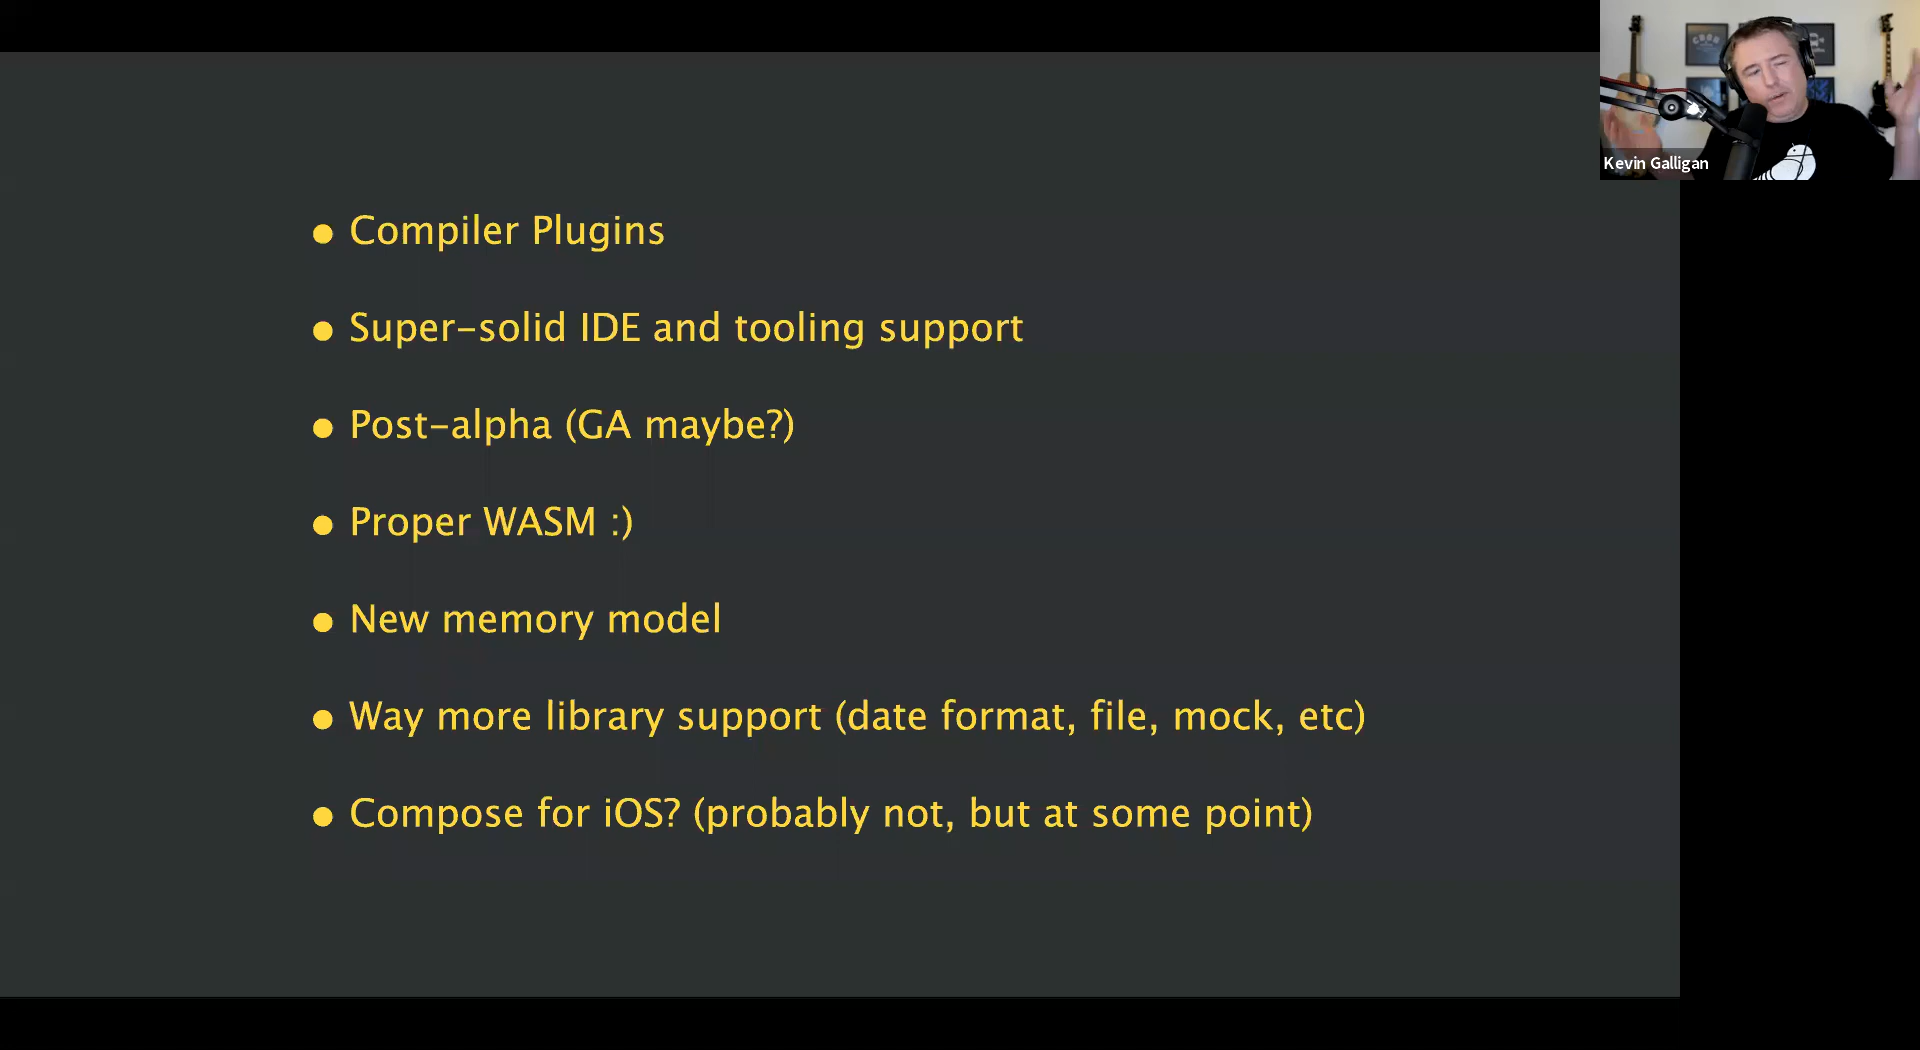 Kevin Galligan
• Compiler Plugins
• Super-solid IDE and tooling support
• Post-alpha (GA maybe?)
• Proper WASM :)
• New memory model
• Way more library support (date format, file, mock, etc)
• Compose for iOS? (probably not, but at some point)